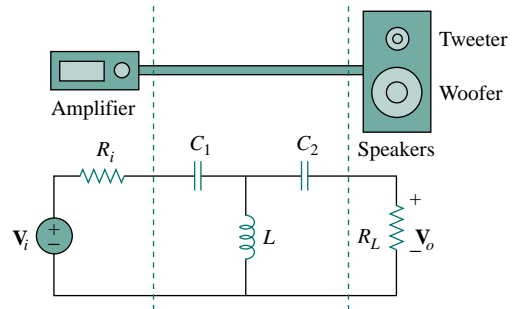 Tweeter
Woofer
Amplifier
Speakers
R_i
C_1
C_2
+
−
V_i
L
R_L
+
−
V_o